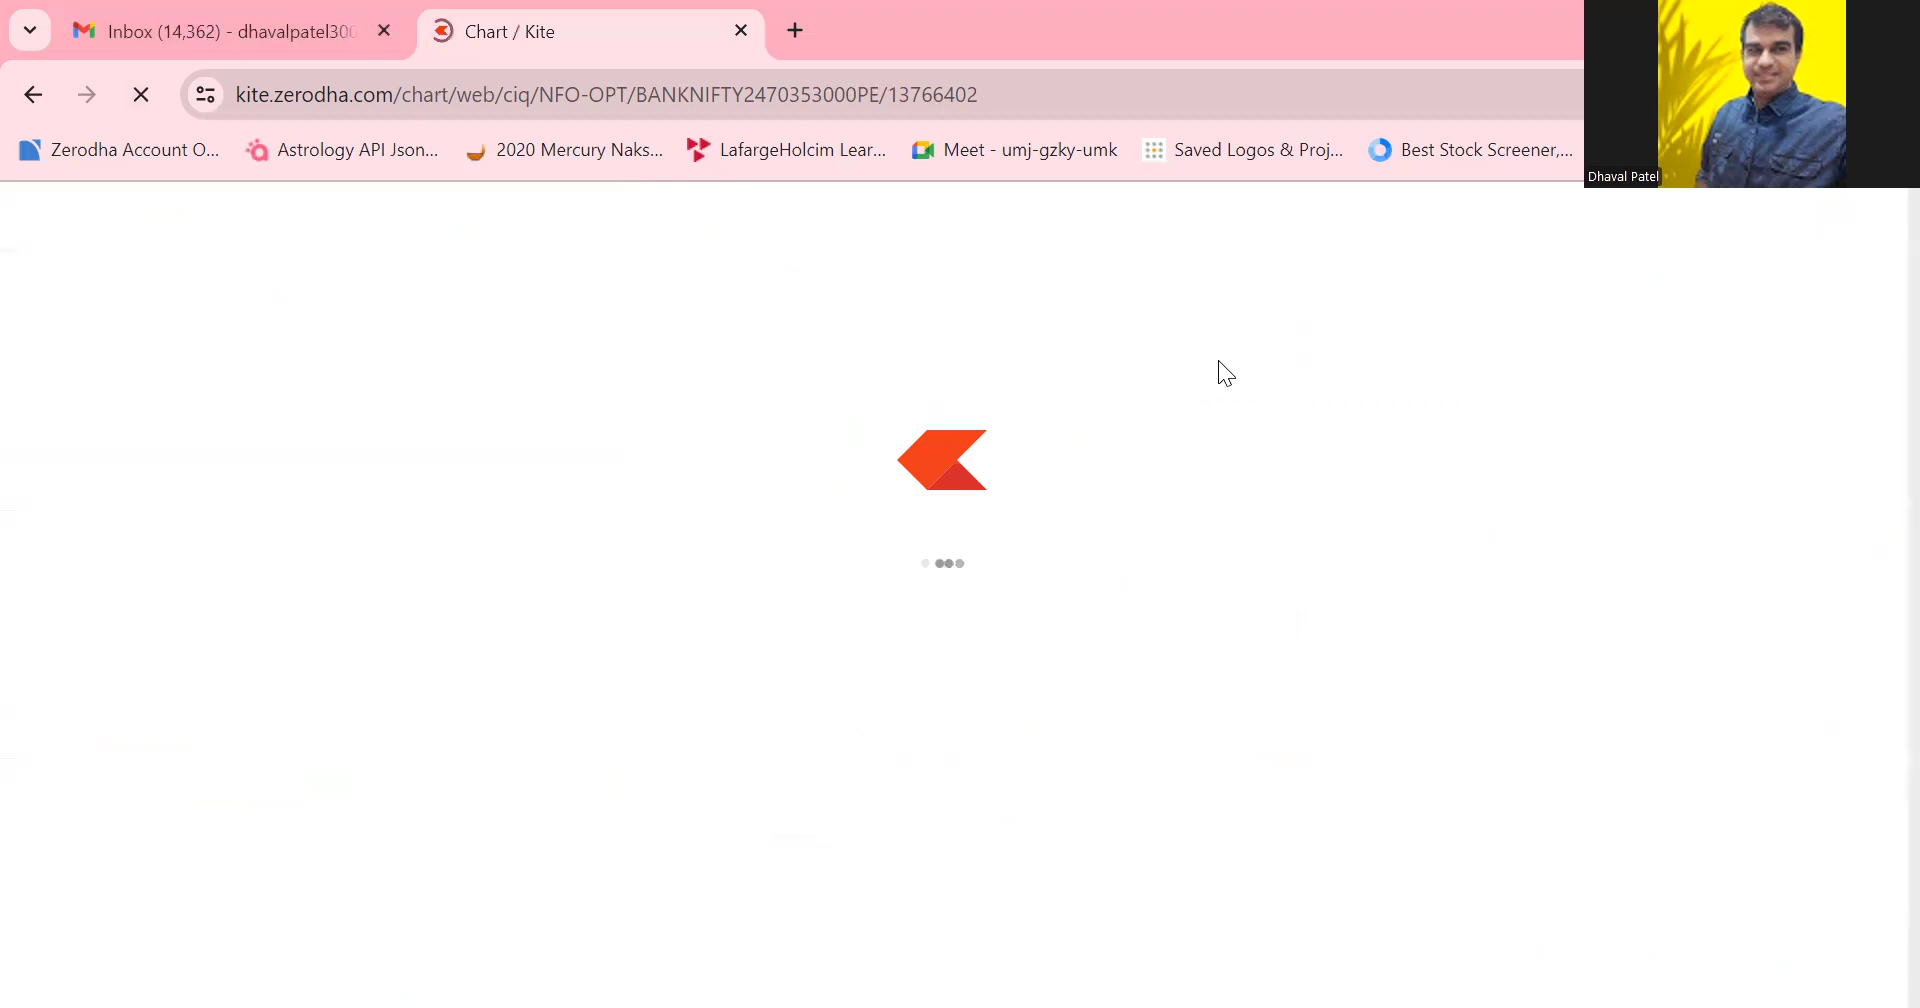 Inbox (14,362) - dhavalpatel300
Chart / Kite
kite.zerodha.com/chart/web/ciq/NFO-OPT/BANKNIFTY2470353000PE/13766402
Zerodha Account O...
Astrology API Json...
2020 Mercury Naks...
LafargeHolcim Lear...
Meet - umj-gzky-umk
Saved Logos & Proj...
Best Stock Screener,...
Dhaval Patel